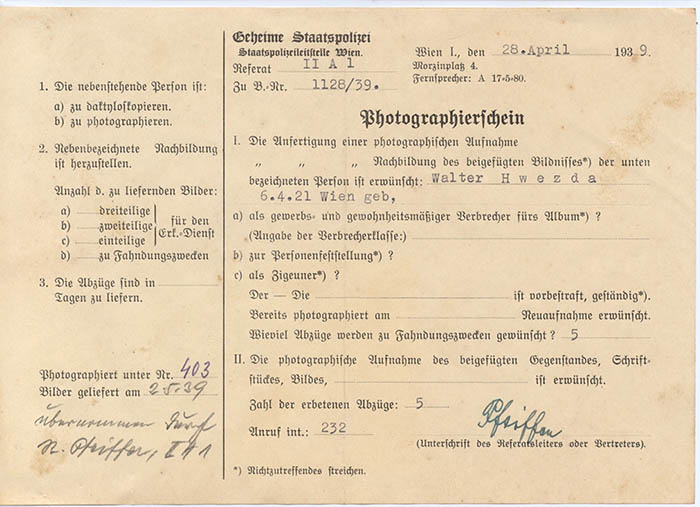 Geheime Staatspolizei
Staatspolizeileitstelle Wien.
Referat II A 1
Zu B.-Nr. 1128/39.
Wien I., den 28.April 1939.
Morzinplatz 4.
Fernsprecher: A 17-5-80.
1. Die nebenstehende Person ist:
a) zu daktyloskopieren.
b) zu photographieren.
2. Nebenbezeichnete Nachbildung
ist herzustellen.
Anzahl d. zu liefernden Bilder:
a) dreiteilige
b) zweiteilige
c) einteilige
für den
Erk.-Dienst
d) zu Fahndungszwecken
3. Die Abzüge sind in
Tagen zu liefern.
Photographiert unter Nr. 403
Bilder geliefert am 2.5.39
übernommen durch
N. Pfeiffer, II A 1
Photographierschein
I. Die Anfertigung einer photographischen Aufnahme
„ „ „ Nachbildung des beigefügten Bildnisses*) der unten
bezeichneten Person ist erwünscht: Walter Hwezda
6.4.21 Wien geb,
a) als gewerbs- und gewohnheitsmäßiger Verbrecher fürs Album*) ?
(Angabe der Verbrecherklasse:)
b) zur Personenfeststellung*) ?
c) als Zigeuner*) ?
Der — Die ist vorbestraft, geständig*).
Bereits photographiert am Neuaufnahme erwünscht.
Wieviel Abzüge werden zu Fahndungszwecken gewünscht ? 5
II. Die photographische Aufnahme des beigefügten Gegenstandes, Schrift-
stückes, Bildes, ist erwünscht.
Zahl der erbetenen Abzüge: 5
Anruf int.: 232
Pfeiffer
(Unterschrift des Referatsleiters oder Vertreters).
*) Nichtzutreffendes streichen.